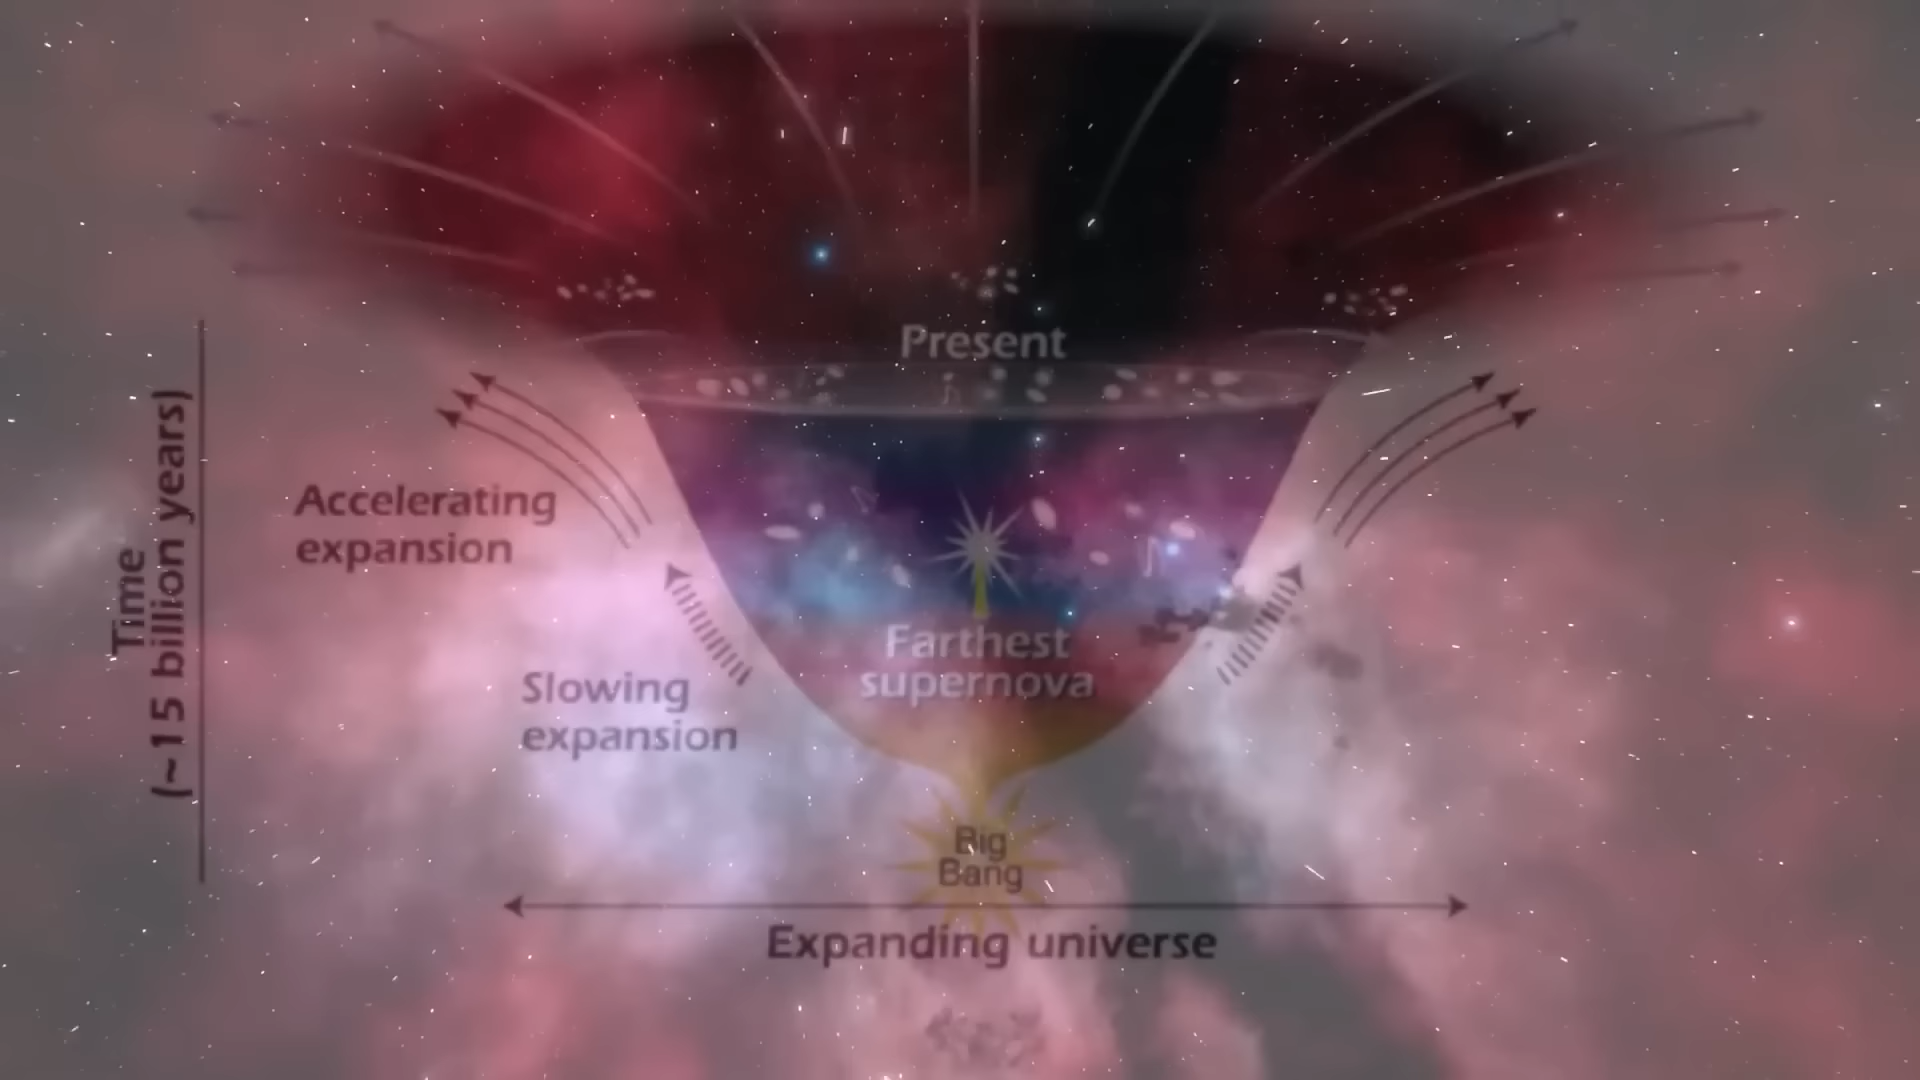 Present
Accelerating
expansion
Time
(~15 billion years)
Farthest
supernova
Slowing
expansion
Big
Bang
Expanding universe